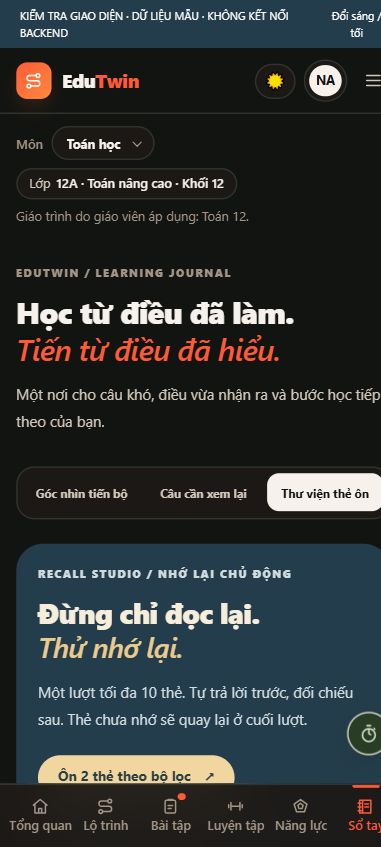 KIỂM TRA GIAO DIỆN · DỮ LIỆU MẪU · KHÔNG KẾT NỐI
BACKEND
Đổi sáng /
tối
EduTwin
NA
Môn Toán học
Lớp 12A · Toán nâng cao · Khối 12
Giáo trình do giáo viên áp dụng: Toán 12.
EDUTWIN / LEARNING JOURNAL
Học từ điều đã làm.
Tiến từ điều đã hiểu.
Một nơi cho câu khó, điều vừa nhận ra và bước học tiếp
theo của bạn.
Góc nhìn tiến bộ Câu cần xem lại Thư viện thẻ ôn
RECALL STUDIO / NHỚ LẠI CHỦ ĐỘNG
Đừng chỉ đọc lại.
Thử nhớ lại.
Một lượt tối đa 10 thẻ. Tự trả lời trước, đối chiếu
sau. Thẻ chưa nhớ sẽ quay lại ở cuối lượt.
Ôn 2 thẻ theo bộ lọc ↗
Tổng quan Lộ trình Bài tập Luyện tập Năng lực Sổ tay